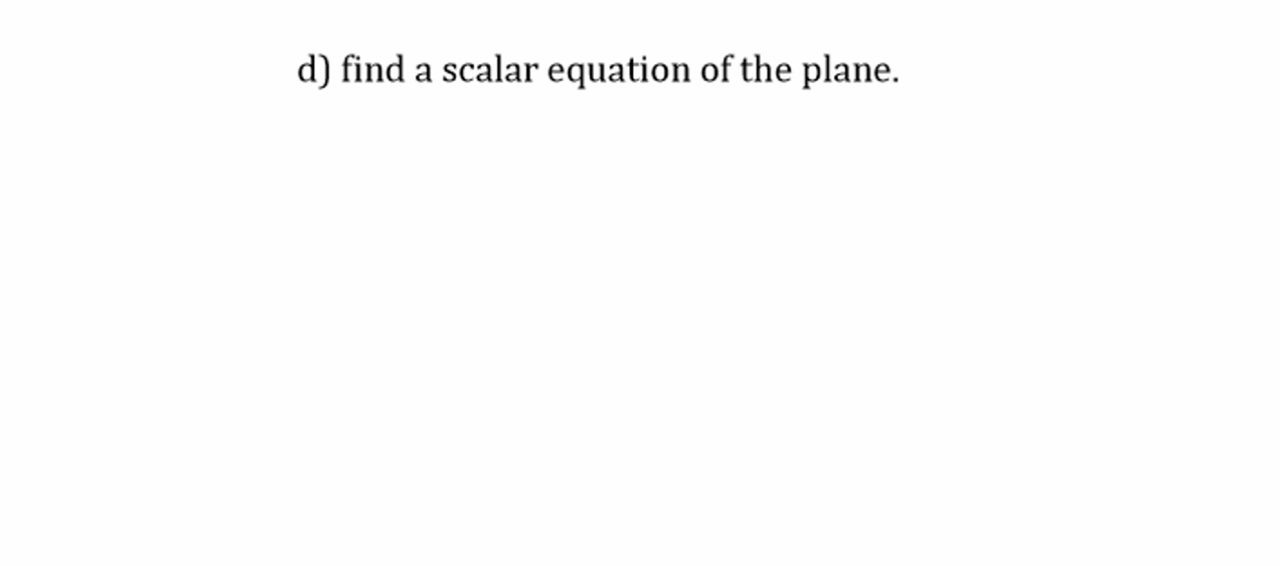 d) find a scalar equation of the plane.